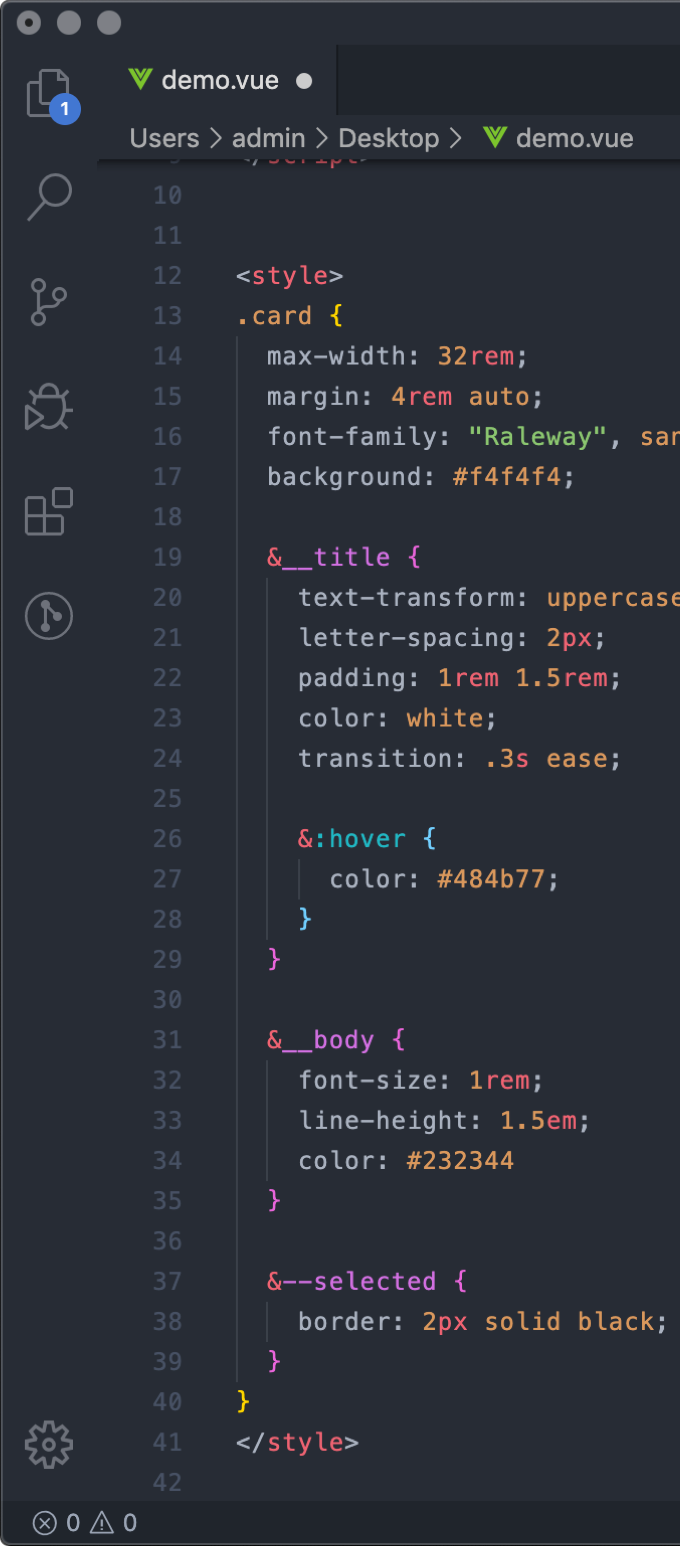 demo.vue
1
Users > admin > Desktop > demo.vue
9 </script>
10
11
12 <style>
13 .card {
14 max-width: 32rem;
15 margin: 4rem auto;
16 font-family: "Raleway", san
17 background: #f4f4f4;
18
19 &__title {
20 text-transform: uppercase
21 letter-spacing: 2px;
22 padding: 1rem 1.5rem;
23 color: white;
24 transition: .3s ease;
25
26 &:hover {
27 color: #484b77;
28 }
29 }
30
31 &__body {
32 font-size: 1rem;
33 line-height: 1.5em;
34 color: #232344
35 }
36
37 &--selected {
38 border: 2px solid black;
39 }
40 }
41 </style>
42
0 0